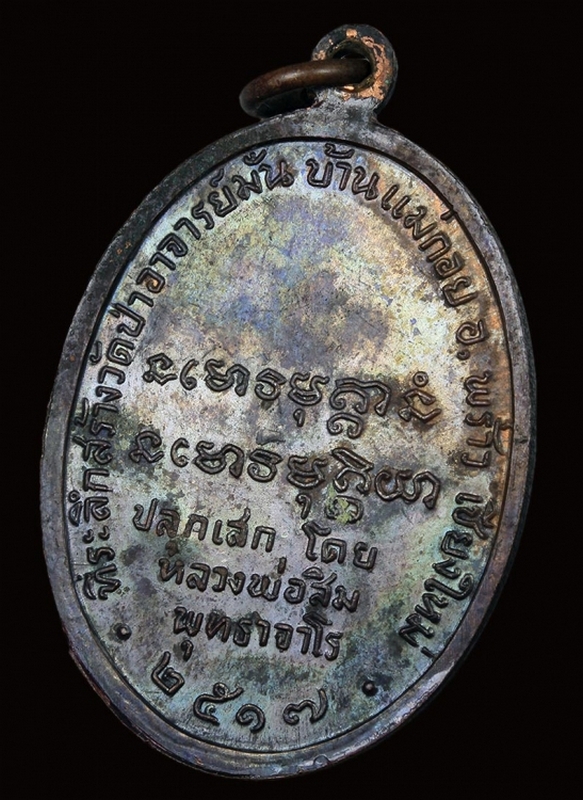 ที่ระลึกสร้างวัดป่าอาจารย์มั่น บ้านแม่กอย อ. พร้าว เชียงใหม่
ปลุกเสก โดย
หลวงพ่อสิม
พุทธาจาโร
๒๕๑๗